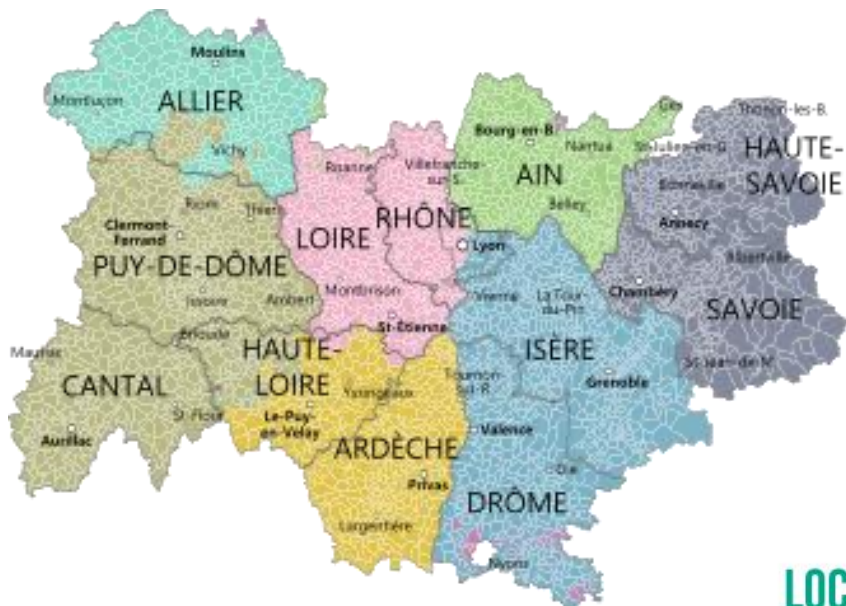 Moulins
Montluçon
ALLIER
Vichy
Bourg-en-B.
Gex
Nantua
Thonon-les-B.
St-Julien-en-G.
HAUTE-
SAVOIE
Bonneville
AIN
Roanne
Villefranche-
sur-S.
Belley
Annecy
Riom
Thiers
RHÔNE
Clermont-
Ferrand
LOIRE
Lyon
Albertville
PUY-DE-DÔME
Chambéry
Montbrison
Issoire
Ambert
Vienne
La Tour-
du-Pin
SAVOIE
St-Étienne
Brioude
ISÈRE
Mauriac
HAUTE-
LOIRE
St-Jean-de-M.
CANTAL
Yssingeaux
Tournon-
sur-R.
Grenoble
St-Flour
Le-Puy-
en-Velay
Aurillac
ARDÈCHE
Valence
Die
Privas
DRÔME
Largentière
Nyons
LOC